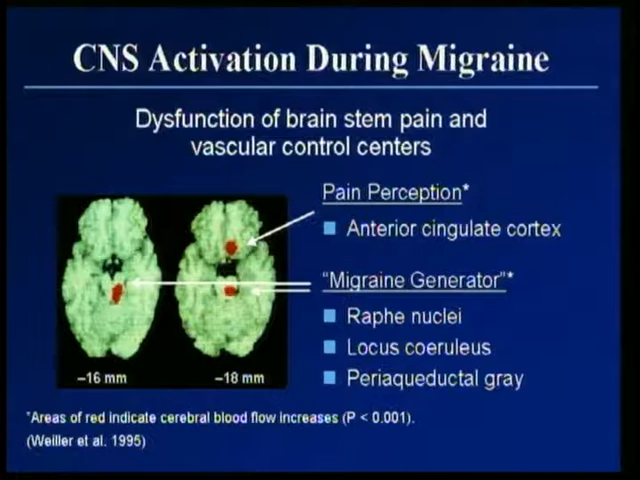 CNS Activation During Migraine
Dysfunction of brain stem pain and
vascular control centers
Pain Perception*
Anterior cingulate cortex
"Migraine Generator"*
Raphe nuclei
Locus coeruleus
Periaqueductal gray
–16 mm
–18 mm
*Areas of red indicate cerebral blood flow increases (P < 0.001).
(Weiller et al. 1995)